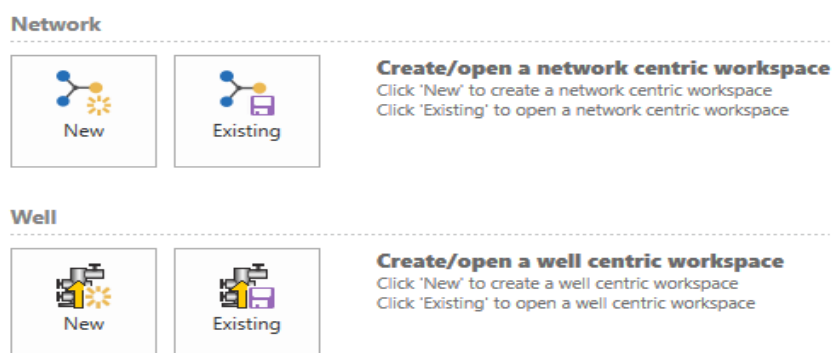 Network
Create/open a network centric workspace
Click 'New' to create a network centric workspace
Click 'Existing' to open a network centric workspace
New
Existing
Well
Create/open a well centric workspace
Click 'New' to create a well centric workspace
Click 'Existing' to open a well centric workspace
New
Existing